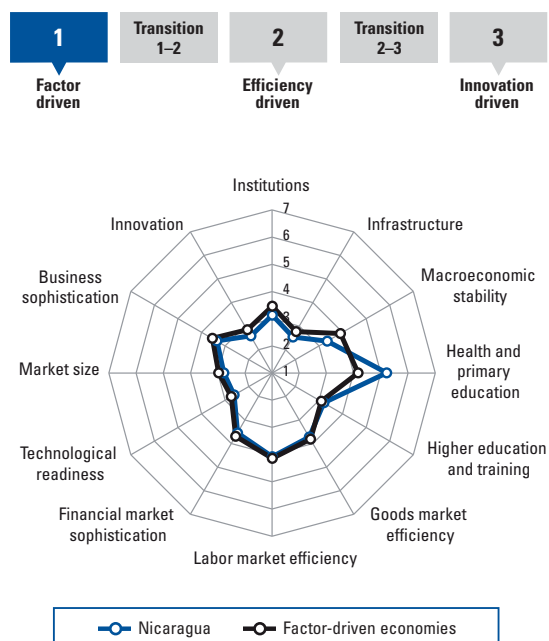 1
Transition
1–2
2
Transition
2–3
3
Factor
driven
Efficiency
driven
Innovation
driven
Institutions
Infrastructure
Macroeconomic
stability
Health and
primary
education
Higher education
and training
Goods market
efficiency
Labor market efficiency
Financial market
sophistication
Technological
readiness
Market size
Business
sophistication
Innovation
7
6
5
4
3
2
1
Nicaragua
Factor-driven economies